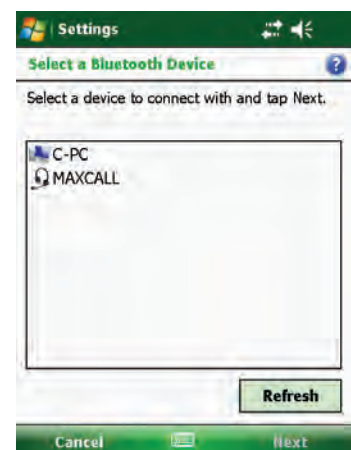 Settings
Select a Bluetooth Device
?
Select a device to connect with and tap Next.
C-PC
MAXCALL
Refresh
Cancel
Next